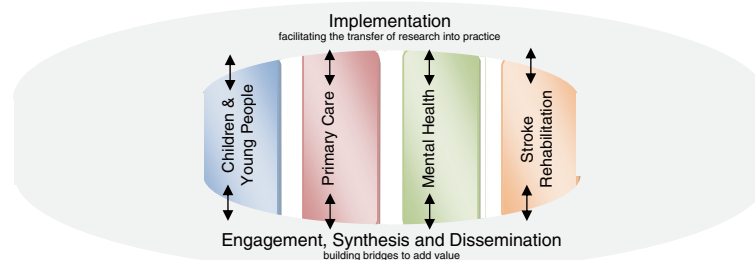 Implementation
facilitating the transfer of research into practice
Children &
Young People
Primary Care
Mental Health
Stroke
Rehabilitation
Engagement, Synthesis and Dissemination
building bridges to add value